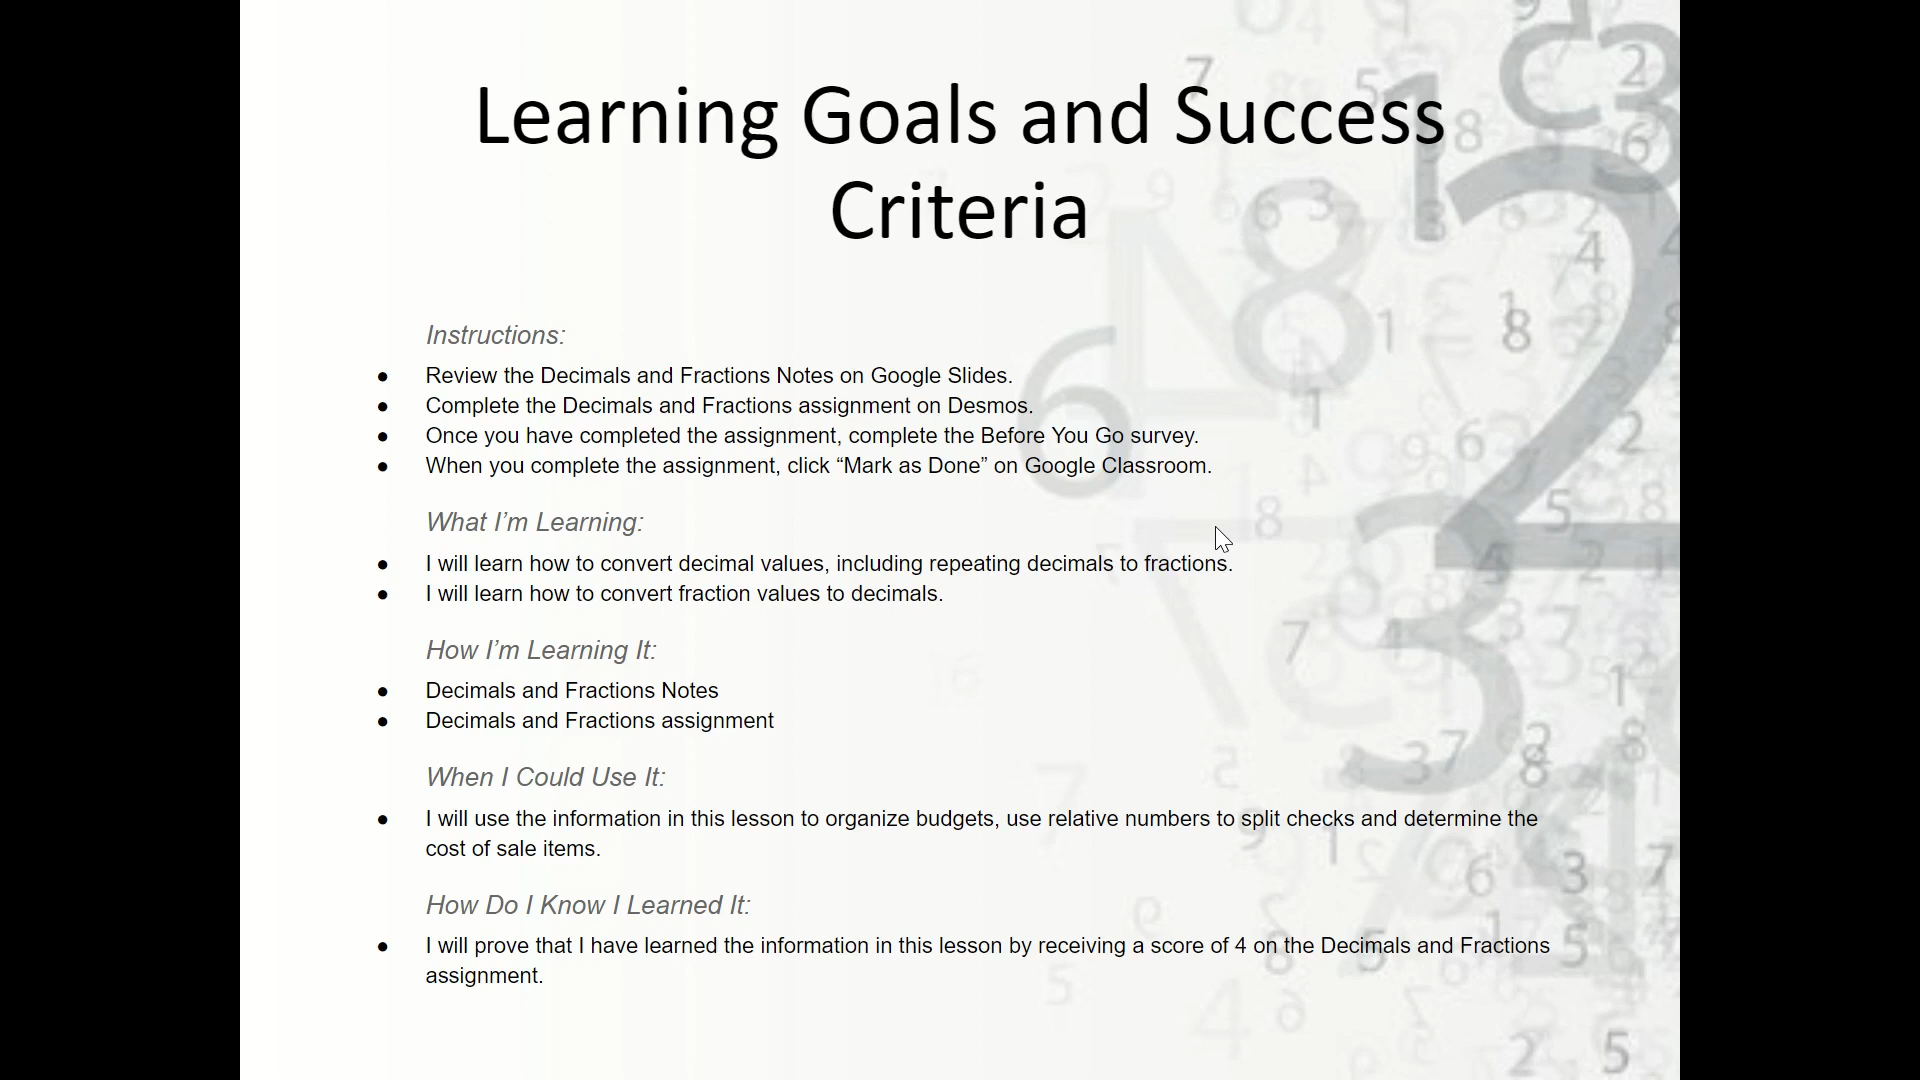 Learning Goals and Success
Criteria
Instructions:
● Review the Decimals and Fractions Notes on Google Slides.
● Complete the Decimals and Fractions assignment on Desmos.
● Once you have completed the assignment, complete the Before You Go survey.
● When you complete the assignment, click “Mark as Done” on Google Classroom.
What I’m Learning:
● I will learn how to convert decimal values, including repeating decimals to fractions.
● I will learn how to convert fraction values to decimals.
How I’m Learning It:
● Decimals and Fractions Notes
● Decimals and Fractions assignment
When I Could Use It:
● I will use the information in this lesson to organize budgets, use relative numbers to split checks and determine the
cost of sale items.
How Do I Know I Learned It:
● I will prove that I have learned the information in this lesson by receiving a score of 4 on the Decimals and Fractions
assignment.